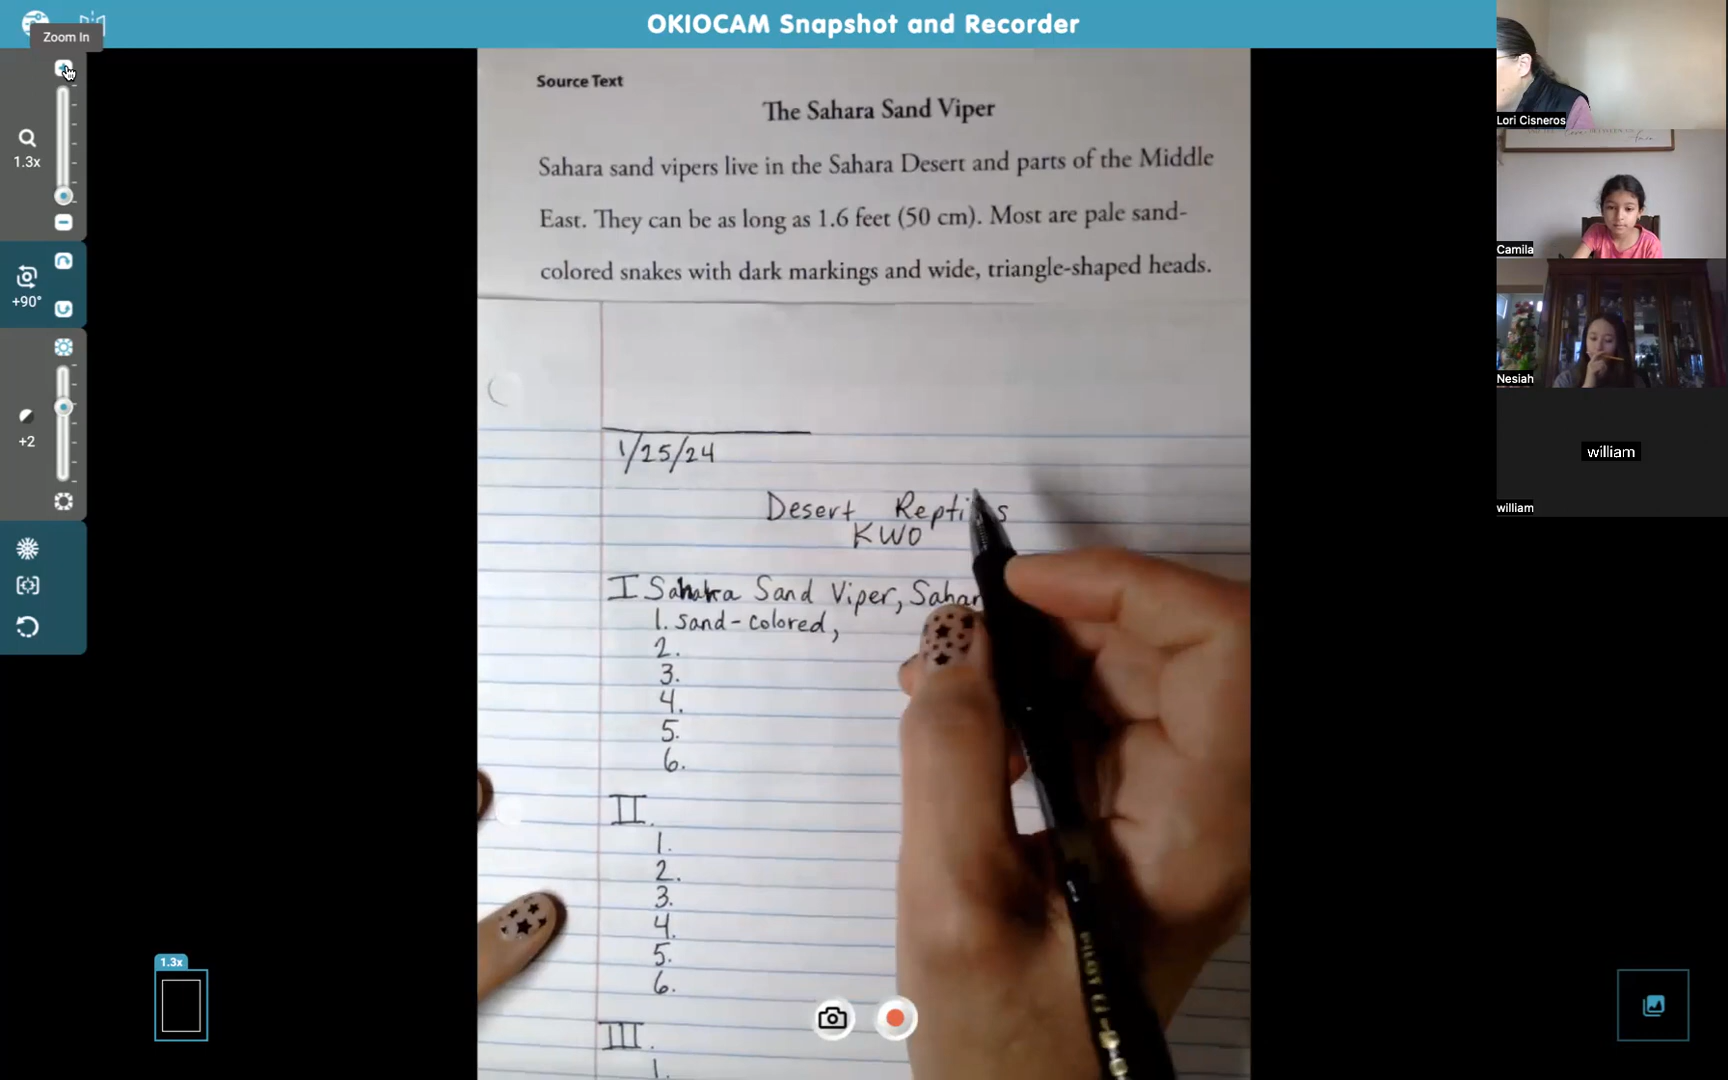 Zoom In
OKIOCAM Snapshot and Recorder
1.3x
+90°
+2
1.3x
Source Text
The Sahara Sand Viper
Sahara sand vipers live in the Sahara Desert and parts of the Middle
East. They can be as long as 1.6 feet (50 cm). Most are pale sand-
colored snakes with dark markings and wide, triangle-shaped heads.
1/25/24
Desert
KWO
I Sahara Sand Viper,
1. sand-colored,
2.
3.
4.
5.
6.
II.
1.
2.
3.
4.
5.
6.
III.
1.
PILOT
Lori Cisneros
Camila
Nesiah
william
william